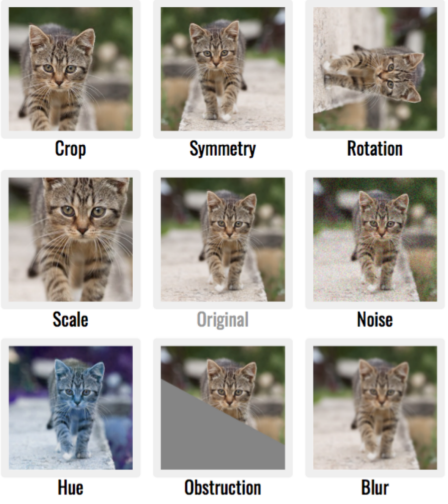 Crop
Symmetry
Rotation
Scale
Original
Noise
Hue
Obstruction
Blur